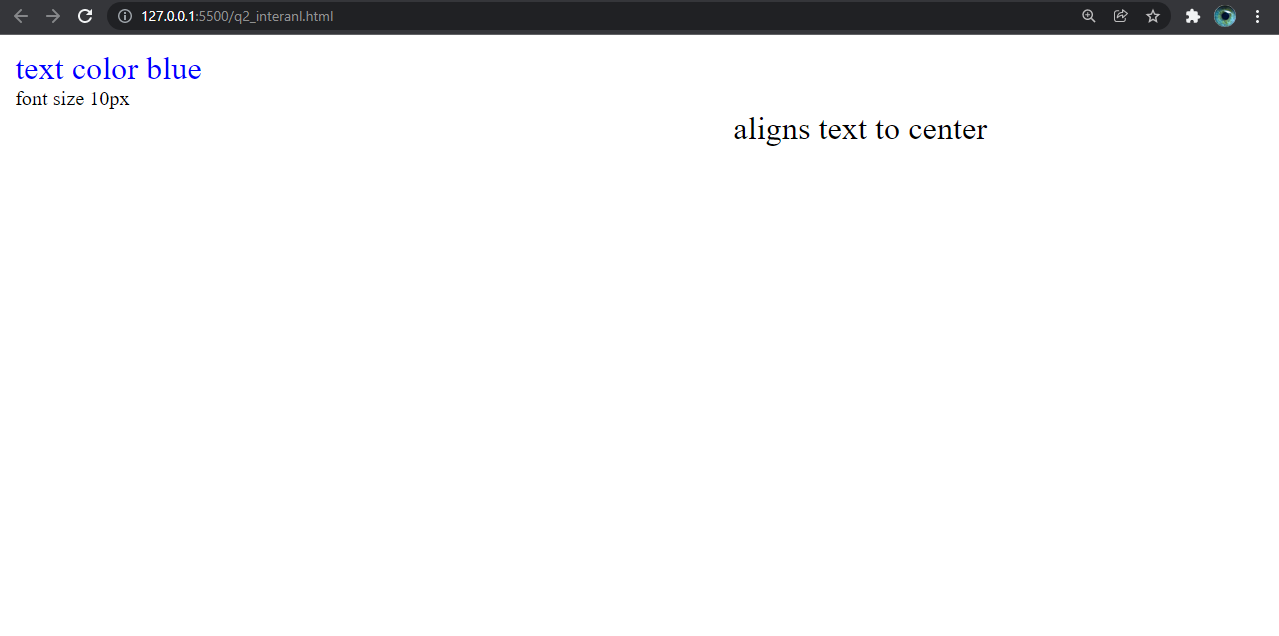 127.0.0.1:5500/q2_interanl.html
text color blue
font size 10px
aligns text to center